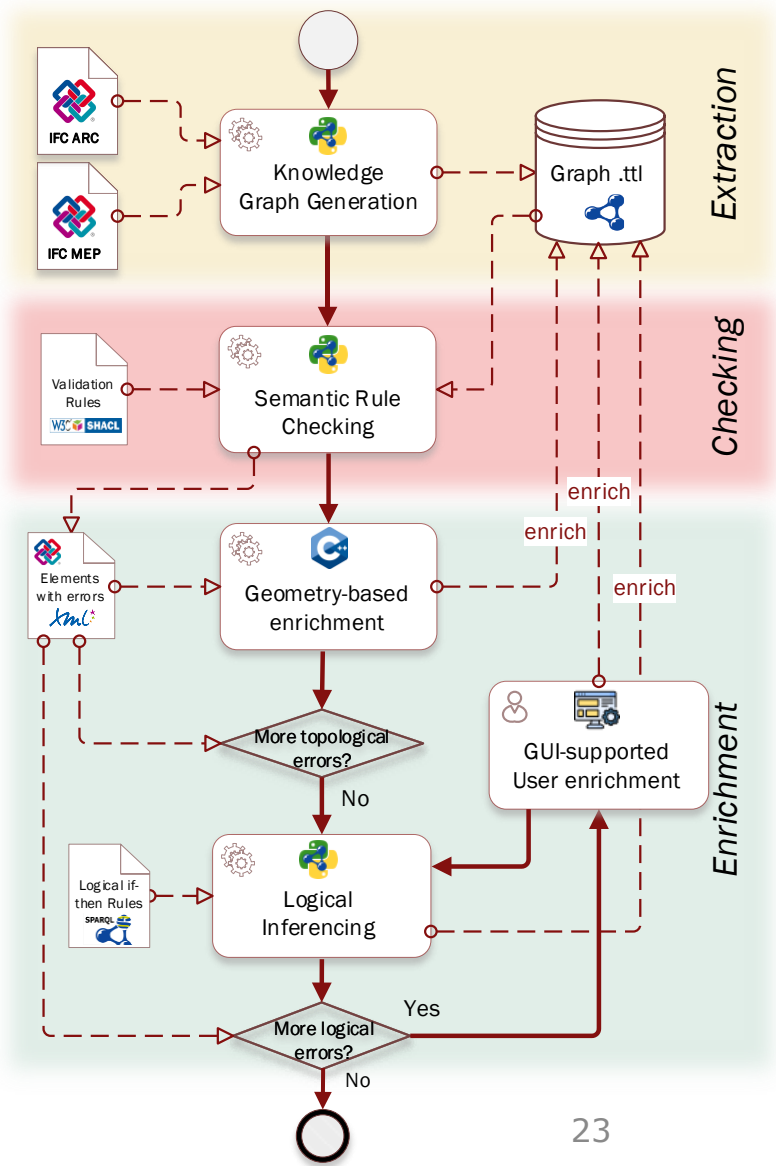 Extraction
IFC ARC
Knowledge
Graph Generation
Graph .ttl
IFC MEP
Checking
Validation
Rules
W3C SHACL
Semantic Rule
Checking
enrich
enrich
enrich
Enrichment
Elements
with errors
Xml
C++
Geometry-based
enrichment
More topological
errors?
GUI-supported
User enrichment
No
Logical if-
then Rules
SPARQL
Logical
Inferencing
More logical
errors?
Yes
No
23